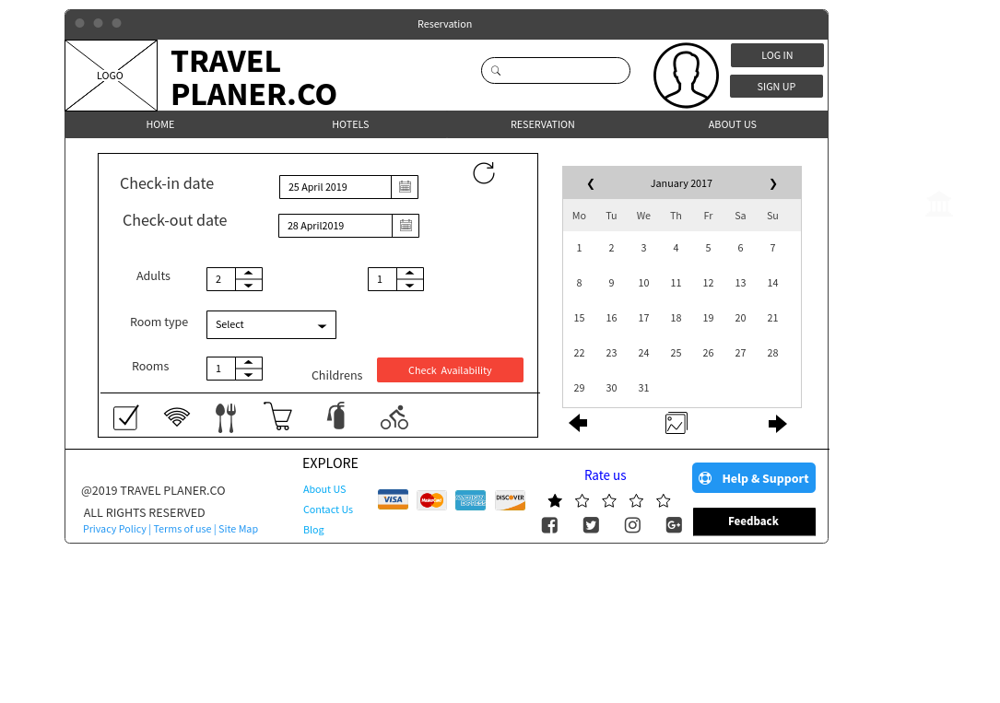 Reservation
LOGO
TRAVEL
PLANER.CO
LOG IN
SIGN UP
HOME
HOTELS
RESERVATION
ABOUT US
Check-in date
25 April 2019
Check-out date
28 April2019
Adults
2
1
Room type
Select
Rooms
1
Childrens
Check Availability
January 2017
Mo Tu We Th Fr Sa Su
1 2 3 4 5 6 7
8 9 10 11 12 13 14
15 16 17 18 19 20 21
22 23 24 25 26 27 28
29 30 31
@2019 TRAVEL PLANER.CO
ALL RIGHTS RESERVED
Privacy Policy | Terms of use | Site Map
EXPLORE
About US
Contact Us
Blog
VISA
MasterCard
AMERICAN
EXPRESS
DISCOVER
Rate us
G+
Help & Support
Feedback